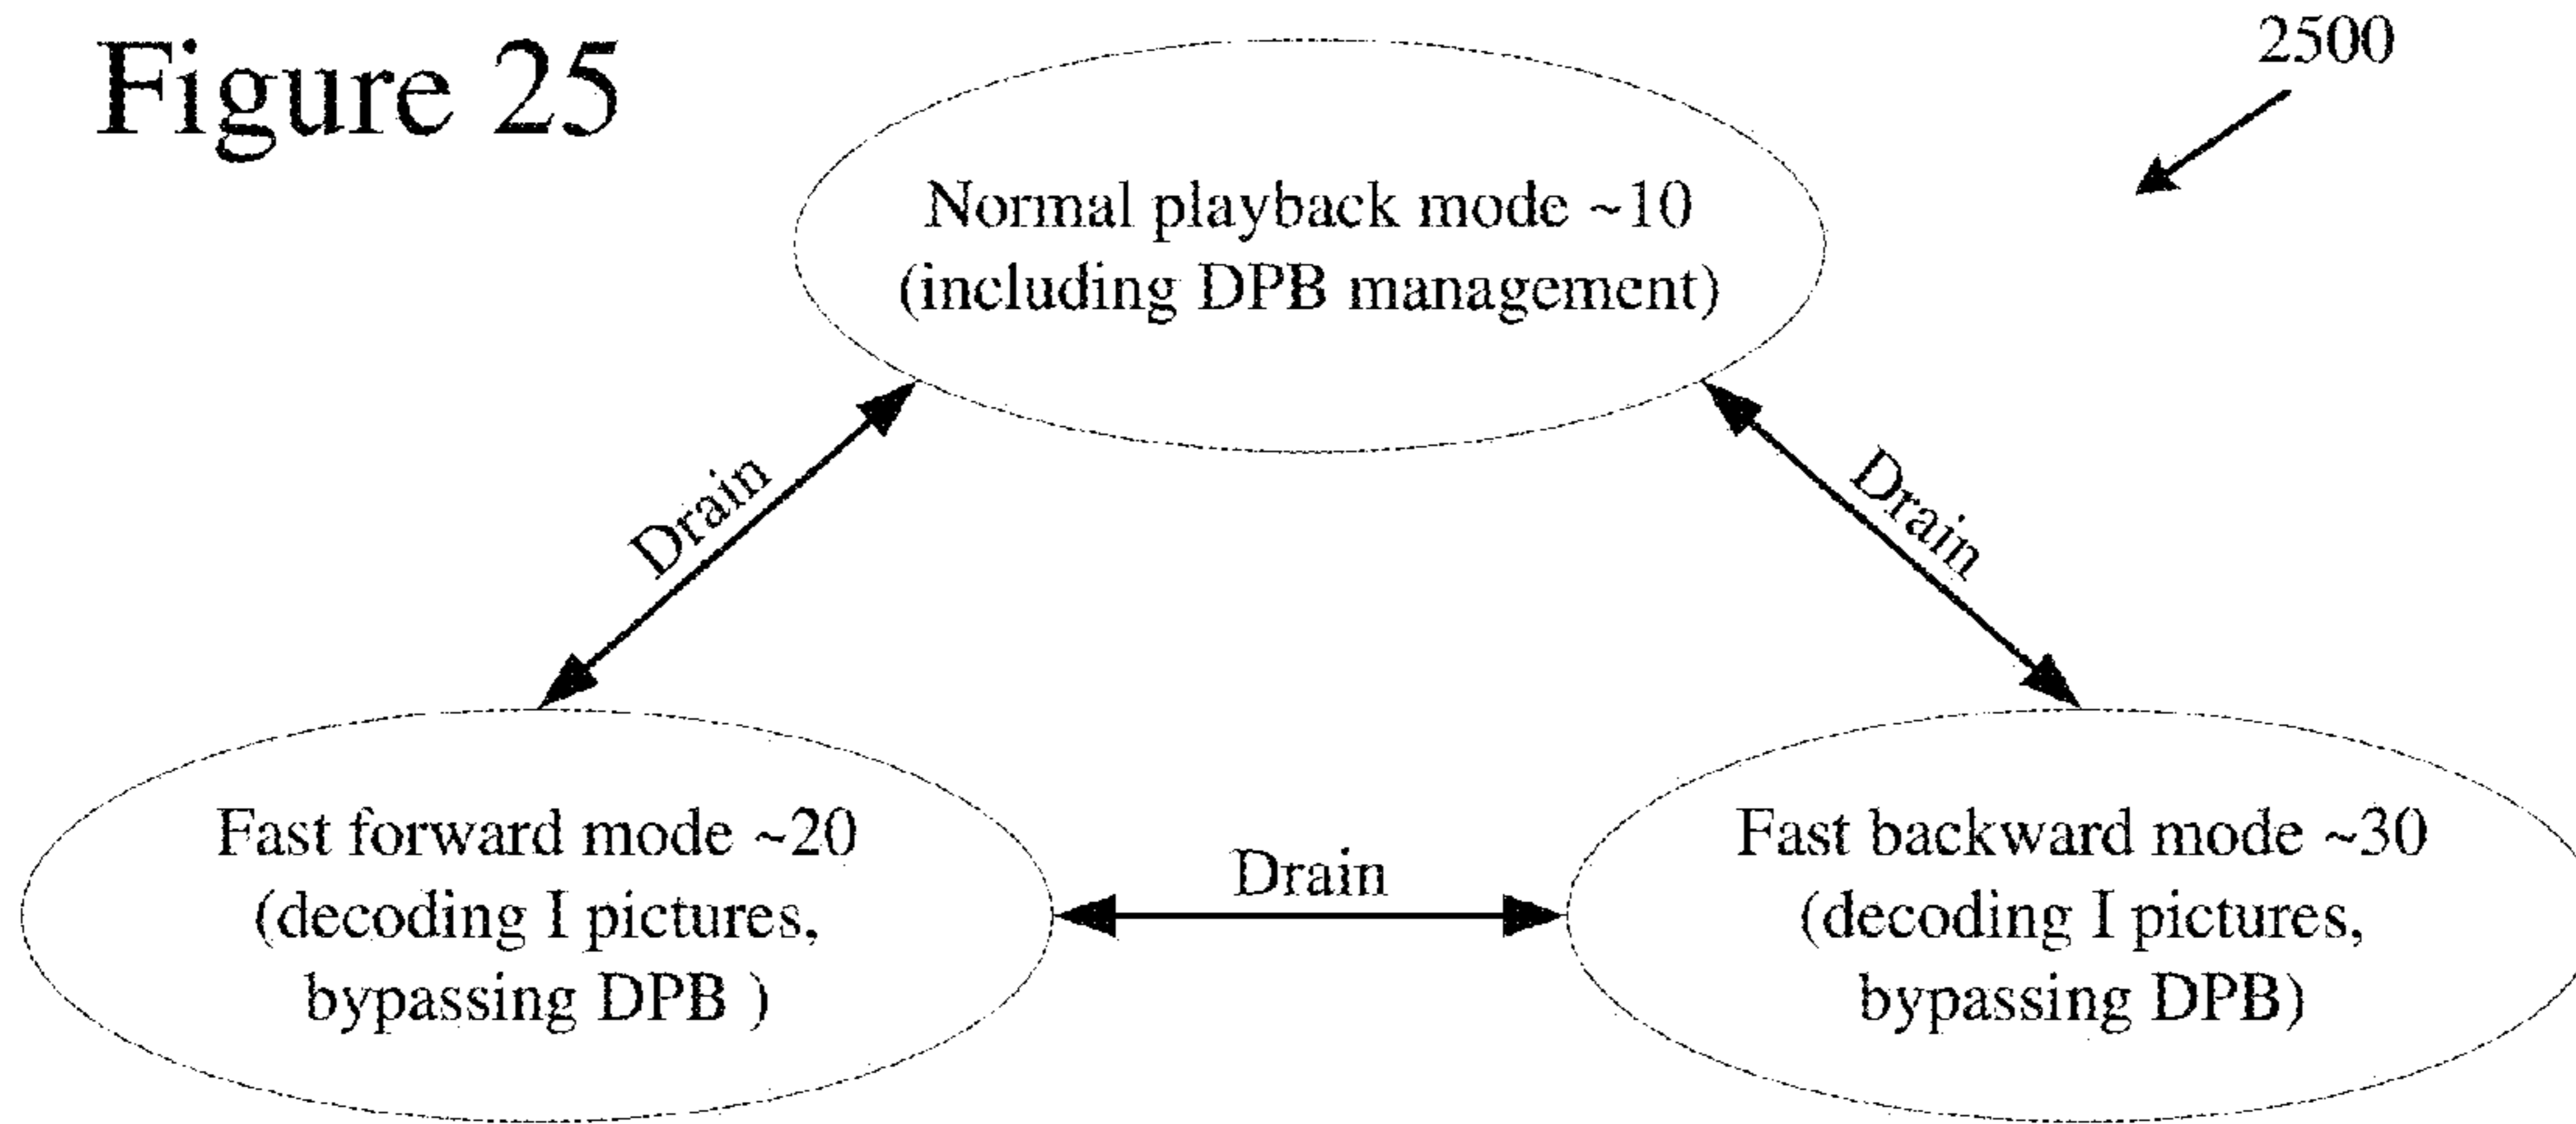 Figure 25
2500
Normal playback mode ~10
(including DPB management)
Drain
Drain
Fast forward mode ~20
(decoding I pictures,
bypassing DPB )
Drain
Fast backward mode ~30
(decoding I pictures,
bypassing DPB)